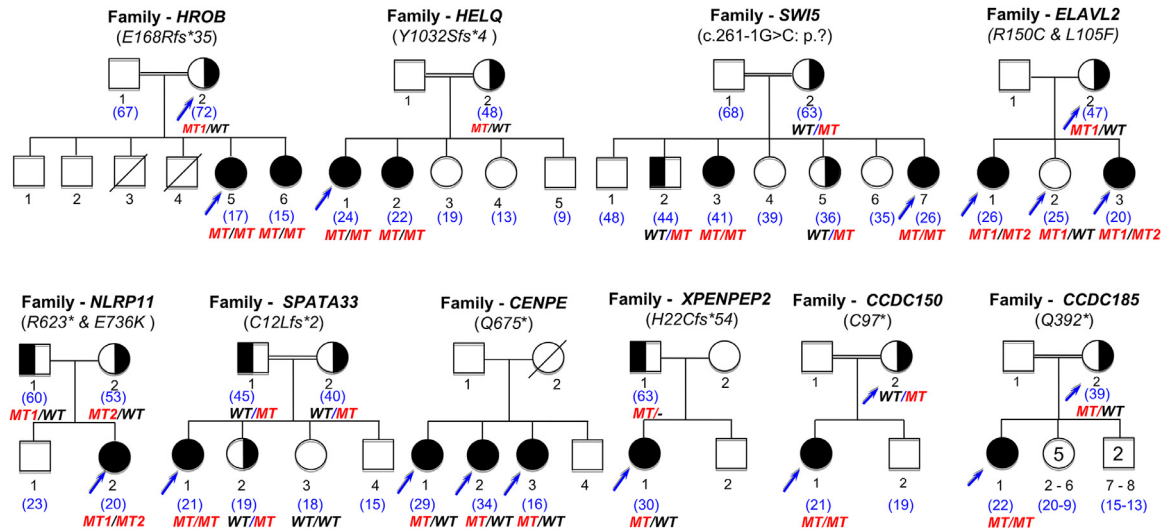 Family - HROB
(E168Rfs*35)
1
2
(67)
(72)
MT1/WT
1
2
3
4
5
6
(17)
(15)
MT/MT
MT/MT
Family - HELQ
(Y1032Sfs*4 )
1
2
(48)
MT/WT
1
2
3
4
5
(24)
(22)
(19)
(13)
(9)
MT/MT
MT/MT
Family - SWI5
(c.261-1G>C: p.?)
1
2
(68)
(63)
WT/MT
1
2
3
4
5
6
7
(48)
(44)
(41)
(39)
(36)
(35)
(26)
WT/MT
MT/MT
WT/MT
MT/MT
Family - ELAVL2
(R150C & L105F)
1
2
(47)
MT1/WT
1
2
3
(26)
(25)
(20)
MT1/MT2
MT1/WT
MT1/MT2
Family - NLRP11
(R623* & E736K )
1
2
(60)
(53)
MT1/WT
MT2/WT
1
2
(23)
(20)
MT1/MT2
Family - SPATA33
(C12Lfs*2)
1
2
(45)
(40)
WT/MT
WT/MT
1
2
3
4
(21)
(19)
(18)
(15)
MT/MT
WT/MT
WT/WT
Family - CENPE
(Q675*)
1
2
1
2
3
4
(29)
(34)
(16)
MT/WT
MT/WT
MT/WT
Family - XPENPEP2
(H22Cfs*54)
1
2
(63)
MT/-
1
2
(30)
MT/WT
Family - CCDC150
(C97*)
1
2
WT/MT
1
2
(21)
(19)
MT/MT
Family - CCDC185
(Q392*)
1
2
(39)
MT/WT
5
2
1
2 - 6
7 - 8
(22)
(20-9)
(15-13)
MT/MT